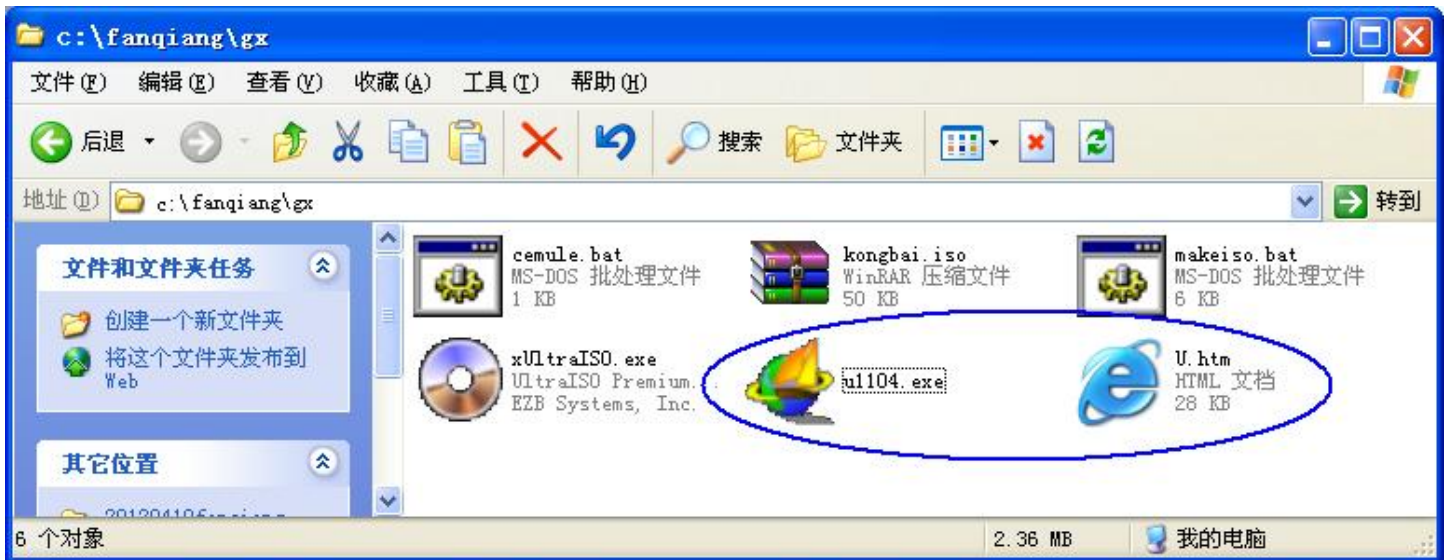 c:\fanqiang\gx
文件(F) 编辑(E) 查看(V) 收藏(A) 工具(T) 帮助(H)
后退 搜索 文件夹
地址(D) c:\fanqiang\gx 转到
文件和文件夹任务
创建一个新文件夹
将这个文件夹发布到
Web
其它位置
cemule.bat
MS-DOS 批处理文件
1 KB
kongbai.iso
WinRAR 压缩文件
50 KB
makeiso.bat
MS-DOS 批处理文件
6 KB
xUltraISO.exe
UltraISO Premium...
EZB Systems, Inc.
u1104.exe
U.htm
HTML 文档
28 KB
6 个对象 2.36 MB 我的电脑